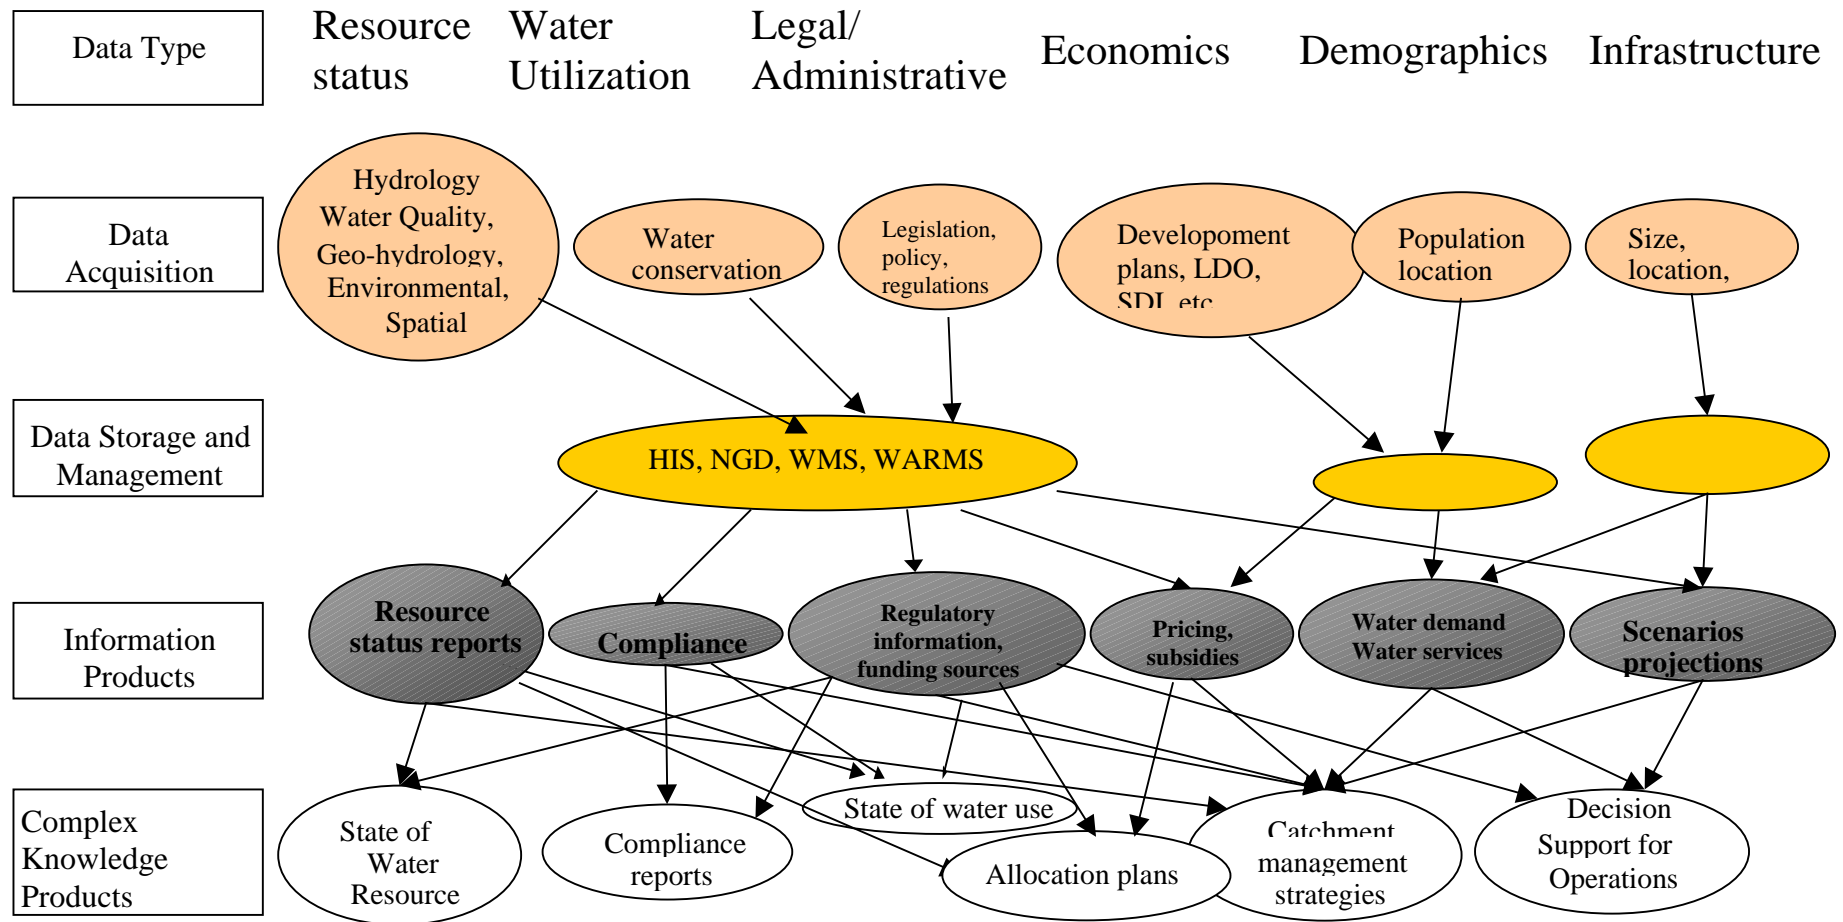 Data Type
Resource
status
Water
Utilization
Legal/
Administrative
Economics
Demographics
Infrastructure
Data
Acquisition
Hydrology
Water Quality,
Geo-hydrology,
Environmental,
Spatial
Water
conservation
Legislation,
policy,
regulations
Developoment
plans, LDO,
SDI, etc
Population
location
Size,
location,
Data Storage and
Management
HIS, NGD, WMS, WARMS
Information
Products
Resource
status reports
Compliance
Regulatory
information,
funding sources
Pricing,
subsidies
Water demand
Water services
Scenarios
projections
Complex
Knowledge
Products
State of
Water
Resource
Compliance
reports
State of water use
Allocation plans
Catchment
management
strategies
Decision
Support for
Operations